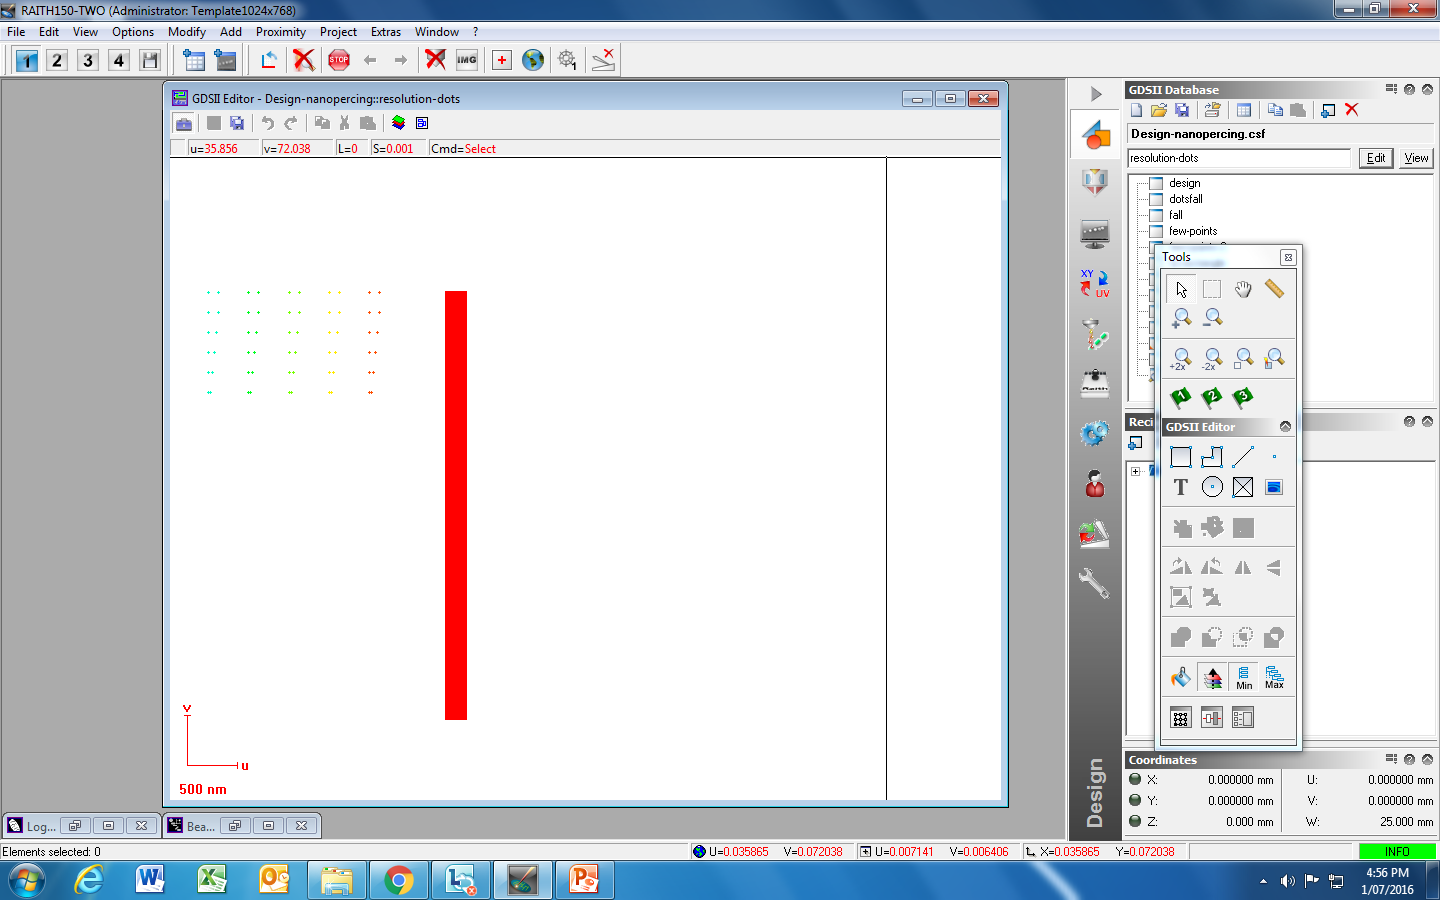 RAITH150-TWO (Administrator: Template1024x768)
File Edit View Options Modify Add Proximity Project Extras Window ?
1 2 3 4 STOP IMG 1
GDSII Editor - Design-nanopercing::resolution-dots
u=35.856 v=72.038 L=0 S=0.001 Cmd=Select
v
u
500 nm
XY
UV
Design
GDSII Database
Design-nanopercing.csf
resolution-dots Edit View
design
dotsfall
fall
few-points
Tools
+2x -2x
1 2 3
Reci
GDSII Editor
T
Min Max
Coordinates
X: 0.000000 mm U: 0.000000 mm
Y: 0.000000 mm V: 0.000000 mm
Z: 0.000 mm W: 25.000 mm
Log... Bea...
Elements selected: 0 U=0.035865 V=0.072038 U=0.007141 V=0.006406 X=0.035865 Y=0.072038 INFO
4:56 PM
1/07/2016